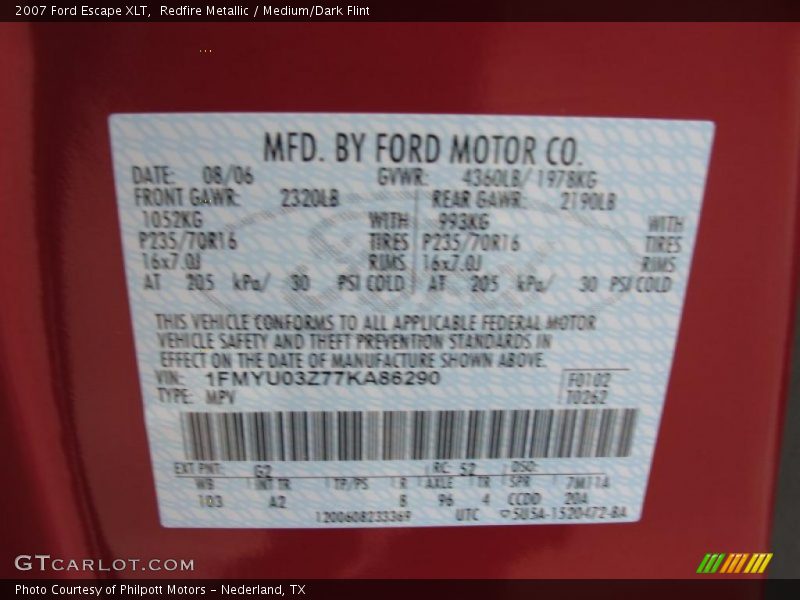 2007 Ford Escape XLT, Redfire Metallic / Medium/Dark Flint
MFD. BY FORD MOTOR CO.
DATE: 08/06 GVWR: 4360LB/ 1978KG
FRONT GAWR: 2320LB REAR GAWR: 2190LB
1052KG WITH 993KG WITH
P235/70R16 TIRES P235/70R16 TIRES
16x7.0J RIMS 16x7.0J RIMS
AT 205 kPa/ 30 PSI COLD AT 205 kPa/ 30 PSI COLD
THIS VEHICLE CONFORMS TO ALL APPLICABLE FEDERAL MOTOR
VEHICLE SAFETY AND THEFT PREVENTION STANDARDS IN
EFFECT ON THE DATE OF MANUFACTURE SHOWN ABOVE.
VIN: 1FMYU03Z77KA86290 F0102
TYPE: MPV T0262
EXT PNT: G2 RC: 52 DSO:
WB INT TR TP/PS R AXLE TR SPR 7M11A
103 A2 8 96 4 CCDD 20A
1200608233369 UTC 5U5A-1520472-BA
GTCARLOT.COM
Photo Courtesy of Philpott Motors - Nederland, TX